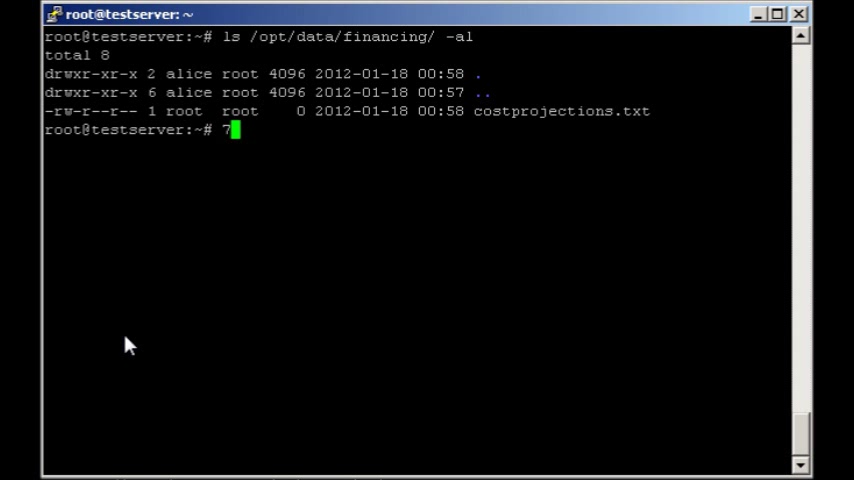 root@testserver: ~
root@testserver:~# ls /opt/data/financing/ -al
total 8
drwxr-xr-x 2 alice root 4096 2012-01-18 00:58 .
drwxr-xr-x 6 alice root 4096 2012-01-18 00:57 ..
-rw-r--r-- 1 root  root    0 2012-01-18 00:58 costprojections.txt
root@testserver:~# 7